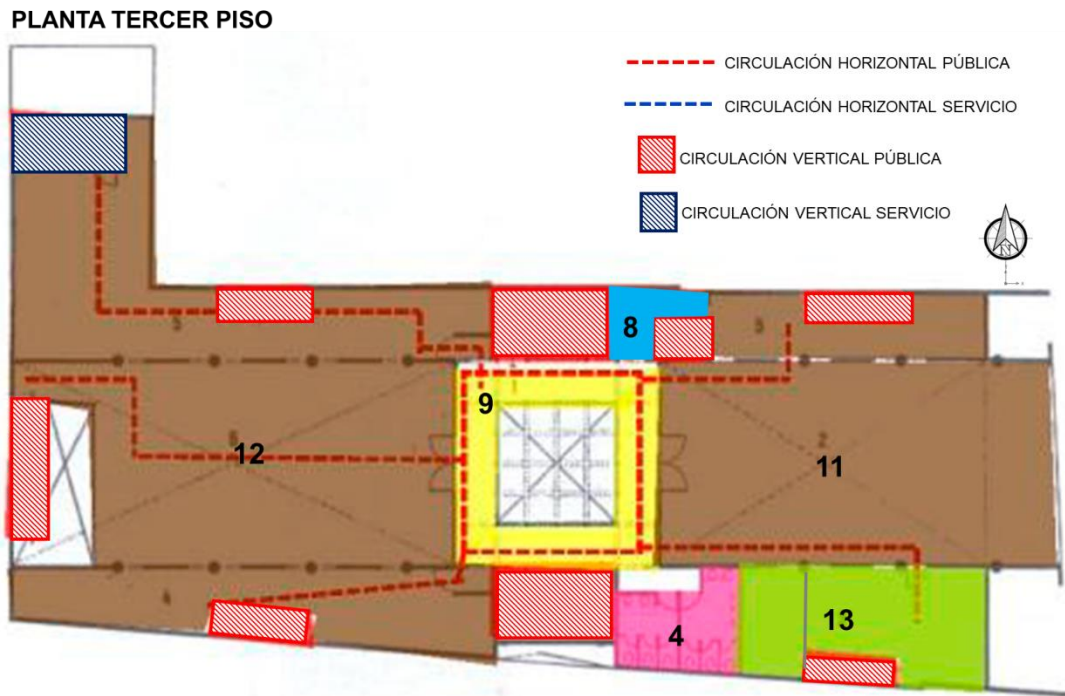 PLANTA TERCER PISO
CIRCULACIÓN HORIZONTAL PÚBLICA
CIRCULACIÓN HORIZONTAL SERVICIO
CIRCULACIÓN VERTICAL PÚBLICA
CIRCULACIÓN VERTICAL SERVICIO
N
8
9
12
11
4
13